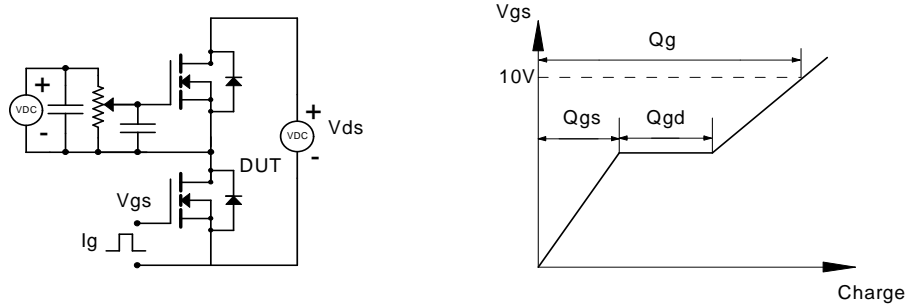 +
VDC
-
+
VDC
-
Vds
DUT
Vgs
Ig
Vgs
Qg
10V
Qgs
Qgd
Charge